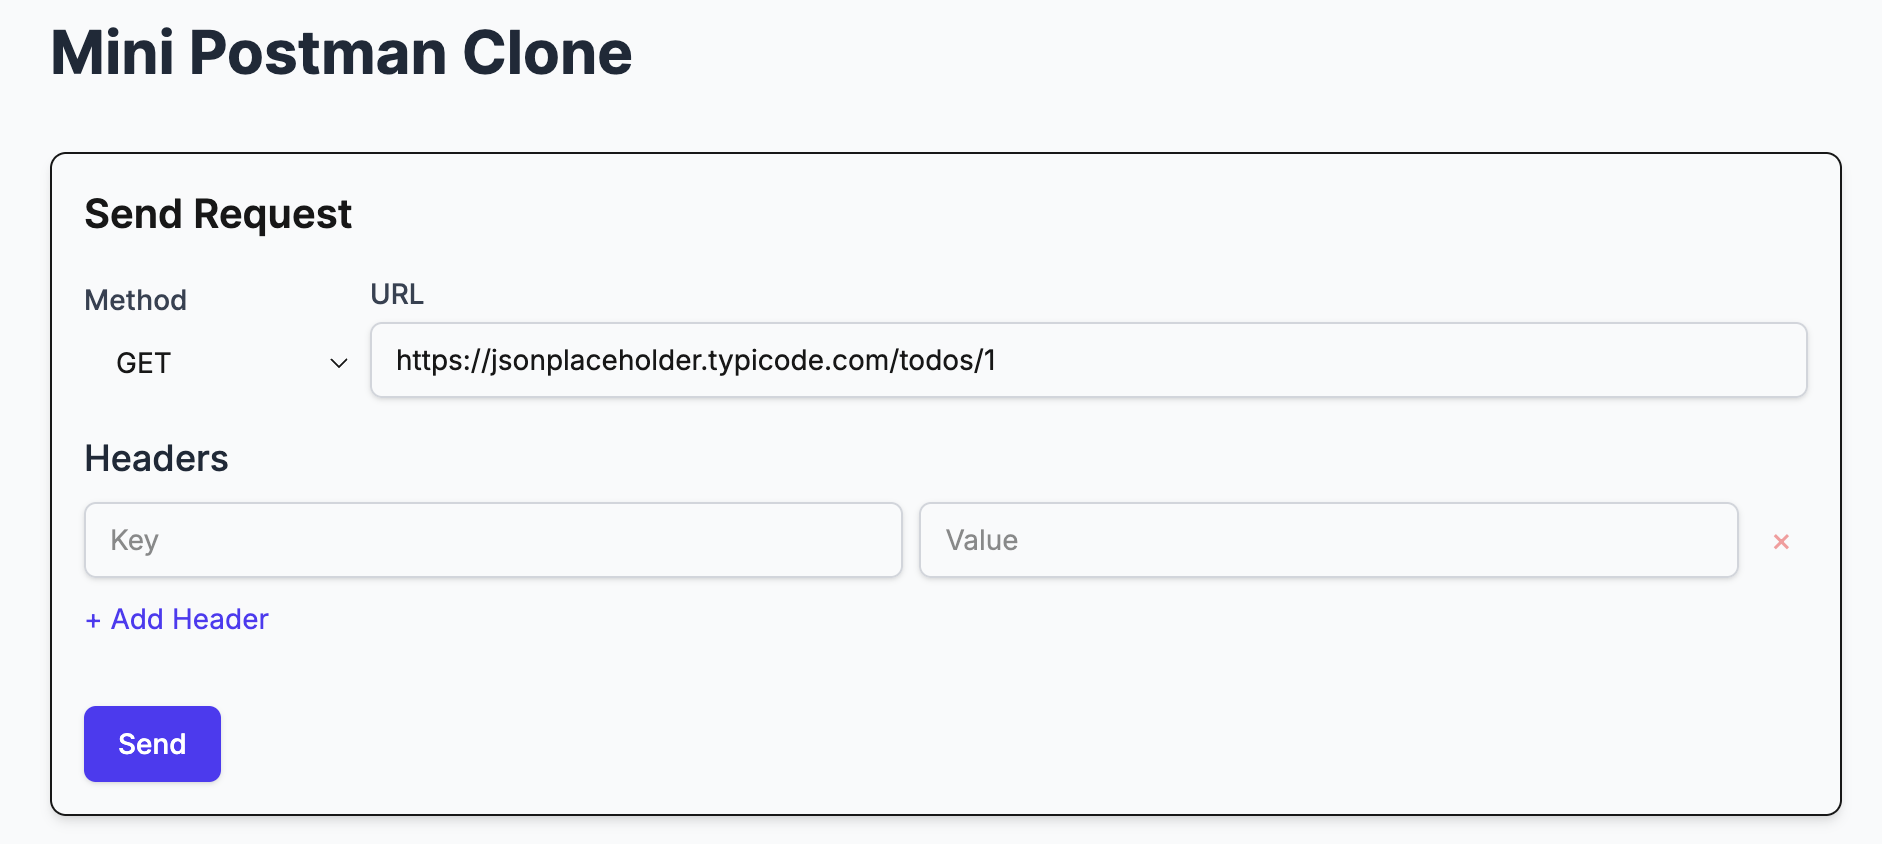 Mini Postman Clone
Send Request
Method
URL
GET
https://jsonplaceholder.typicode.com/todos/1
Headers
Key
Value
×
+ Add Header
Send